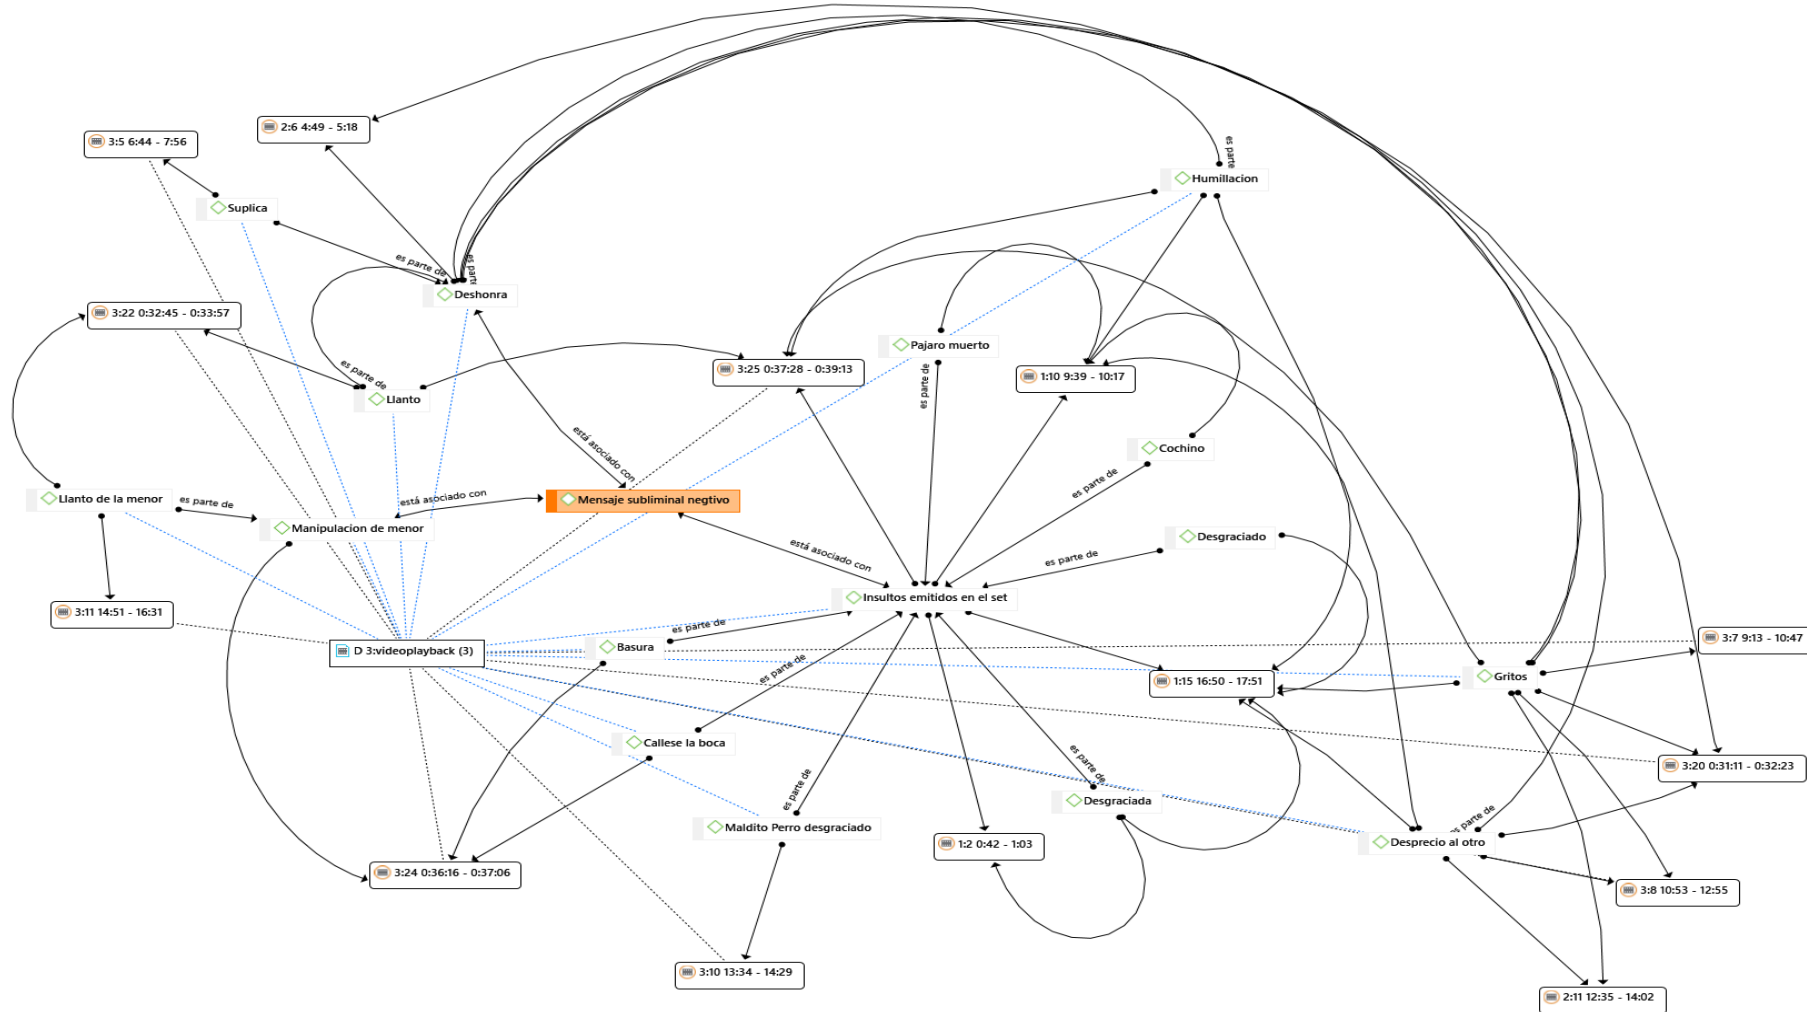 2:6 4:49 - 5:18
3:5 6:44 - 7:56
es parte
Humillacion
Suplica
es parte de
es parte
Deshonra
3:22 0:32:45 - 0:33:57
Pajaro muerto
es parte de
3:25 0:37:28 - 0:39:13
1:10 9:39 - 10:17
es parte de
Llanto
está asociado con
Cochino
es parte de
Llanto de la menor
es parte de
está asociado con
Mensaje subliminal negtivo
Manipulacion de menor
Desgraciado
está asociado con
es parte de
Insultos emitidos en el set
3:11 14:51 - 16:31
es parte de
3:7 9:13 - 10:47
D 3:videoplayback (3)
Basura
es parte de
1:15 16:50 - 17:51
Gritos
Callese la boca
es parte de
3:20 0:31:11 - 0:32:23
es parte de
Desgraciada
es parte de
Maldito Perro desgraciado
Desprecio al otro
1:2 0:42 - 1:03
3:24 0:36:16 - 0:37:06
3:8 10:53 - 12:55
3:10 13:34 - 14:29
2:11 12:35 - 14:02